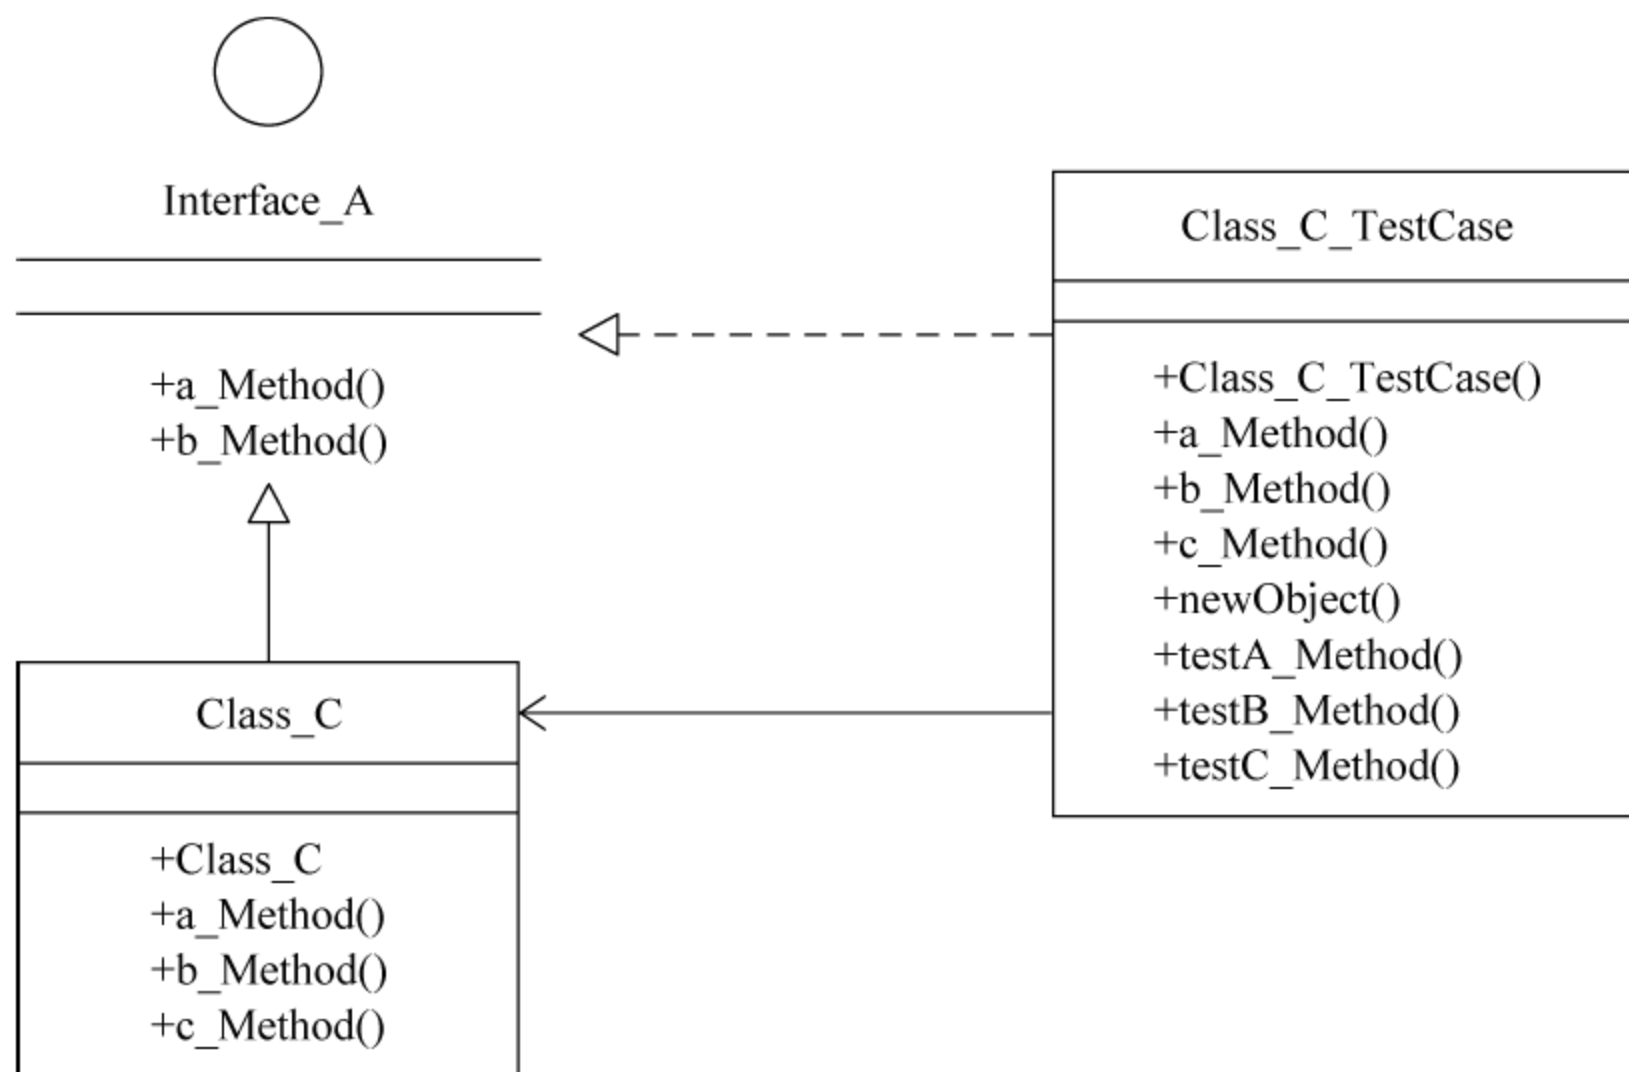 Interface_A
+a_Method()
+b_Method()
Class_C
+Class_C
+a_Method()
+b_Method()
+c_Method()
Class_C_TestCase
+Class_C_TestCase()
+a_Method()
+b_Method()
+c_Method()
+newObject()
+testA_Method()
+testB_Method()
+testC_Method()